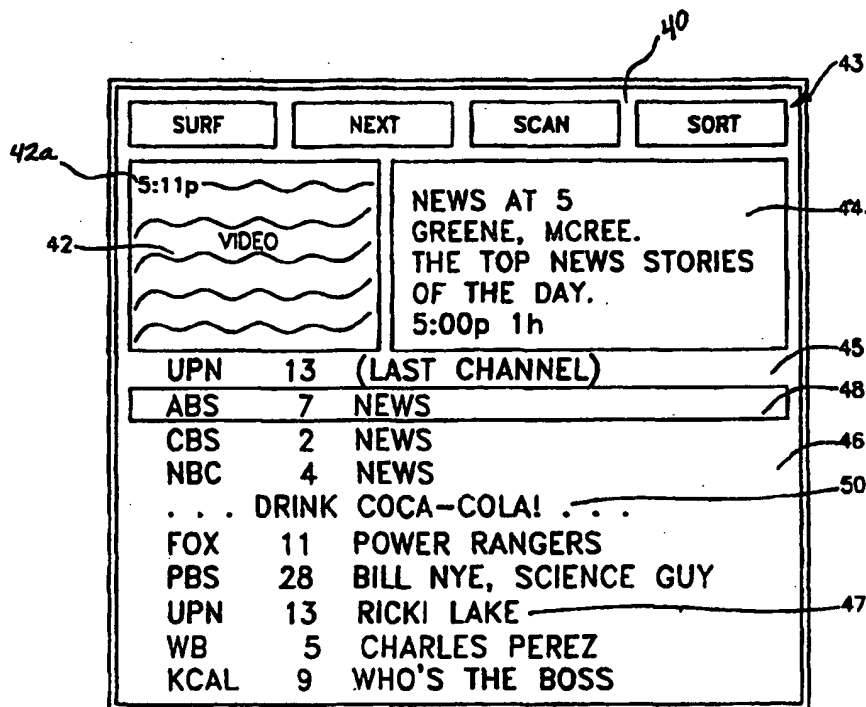 40
43
SURF NEXT SCAN SORT
42a
5:11p
42 VIDEO
NEWS AT 5
GREENE, MCREE.
THE TOP NEWS STORIES
OF THE DAY.
5:00p 1h
44
45
UPN 13 (LAST CHANNEL)
48
ABS 7 NEWS
CBS 2 NEWS
46
NBC 4 NEWS
. . . DRINK COCA-COLA! . . . 50
FOX 11 POWER RANGERS
PBS 28 BILL NYE, SCIENCE GUY
UPN 13 RICKI LAKE 47
WB 5 CHARLES PEREZ
KCAL 9 WHO'S THE BOSS